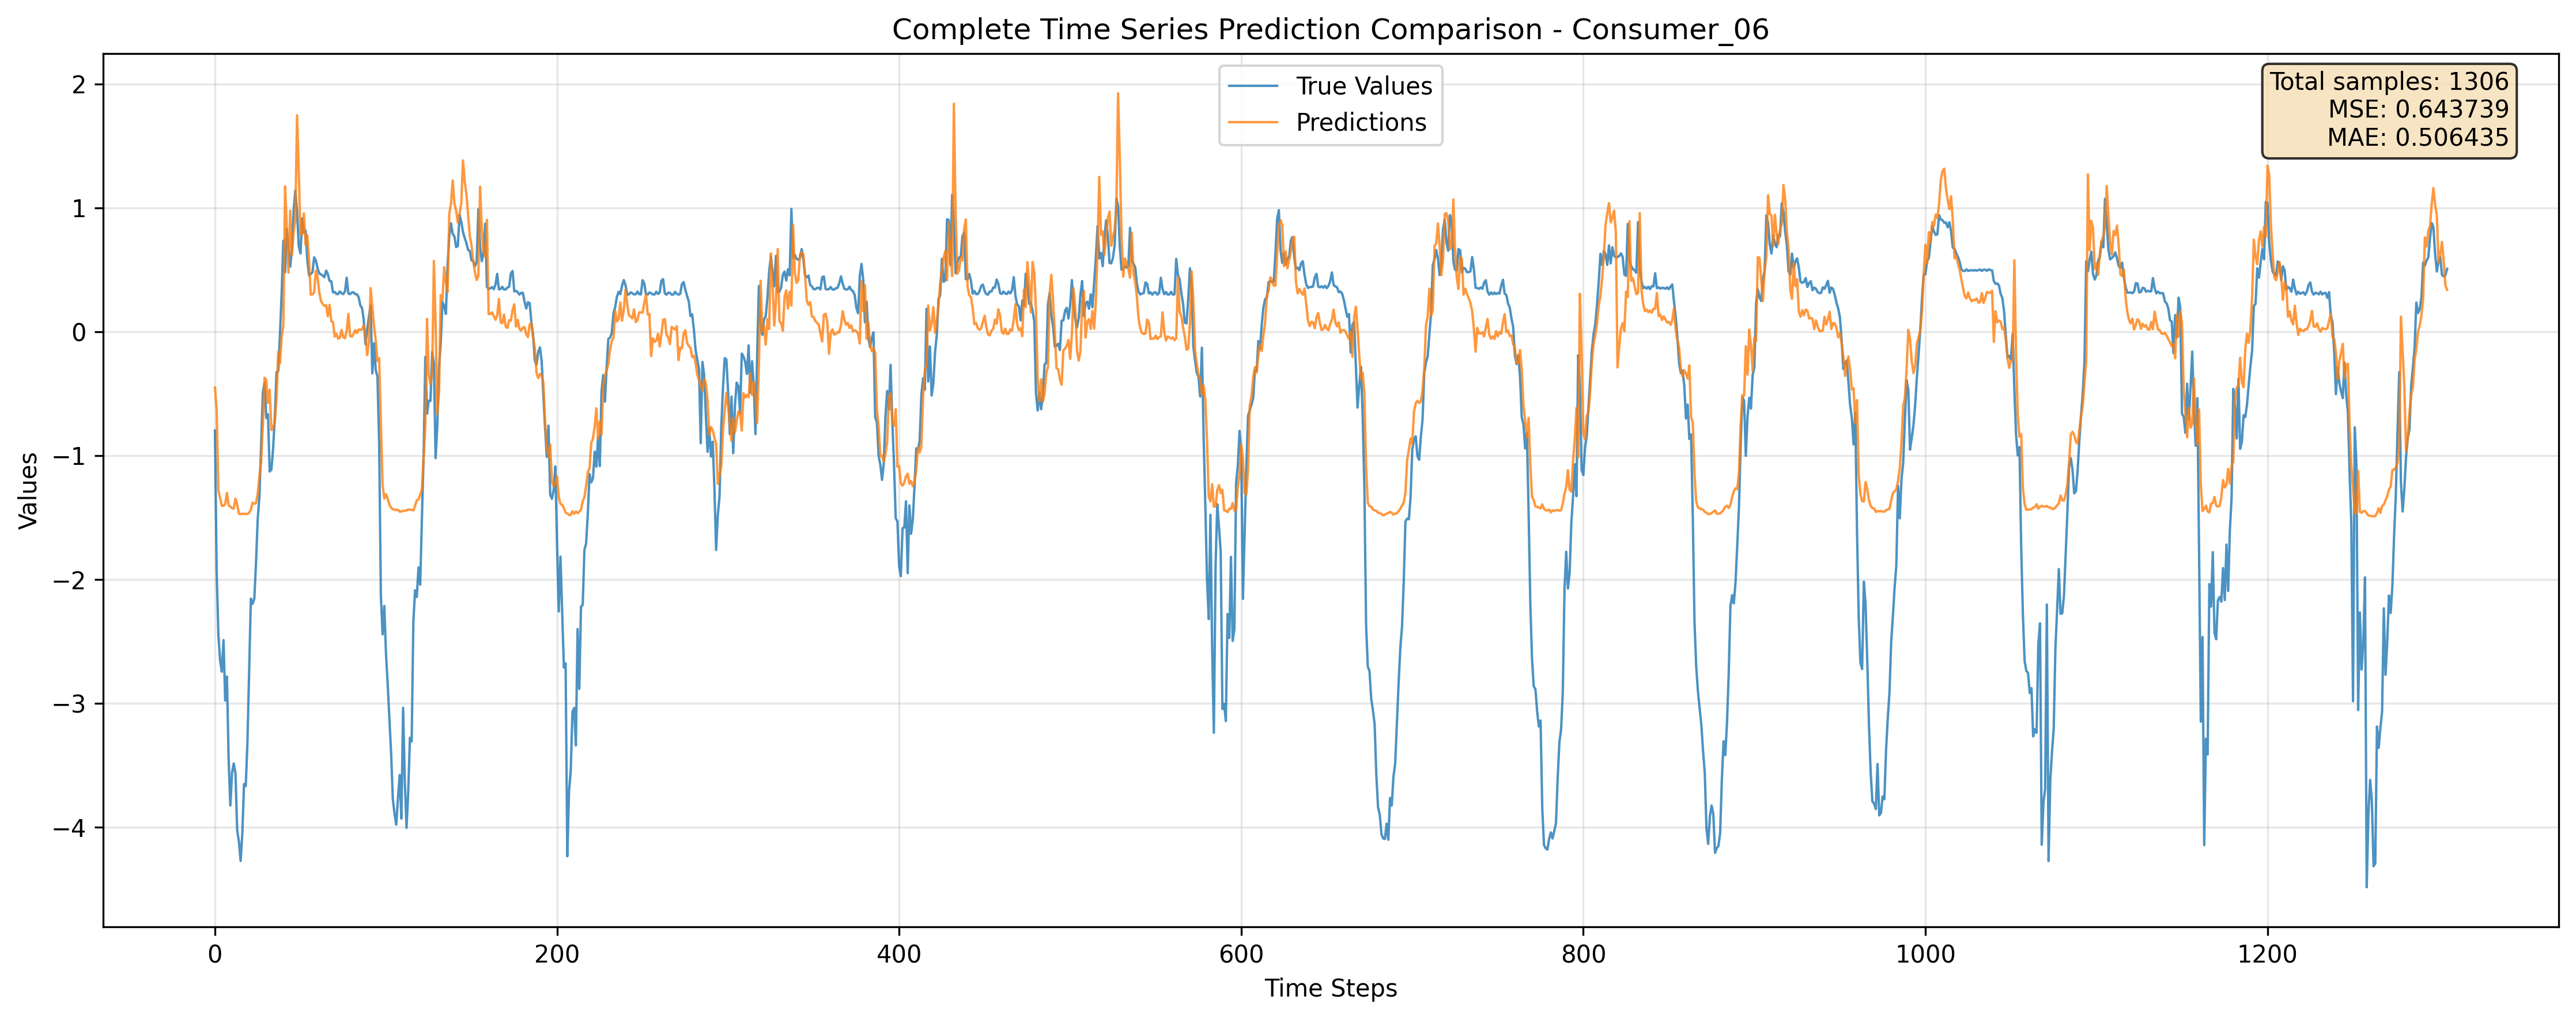 Complete Time Series Prediction Comparison - Consumer_06
True Values
Predictions
Total samples: 1306
MSE: 0.643739
MAE: 0.506435
Values
2
1
0
−1
−2
−3
−4
0 200 400 600 800 1000 1200
Time Steps